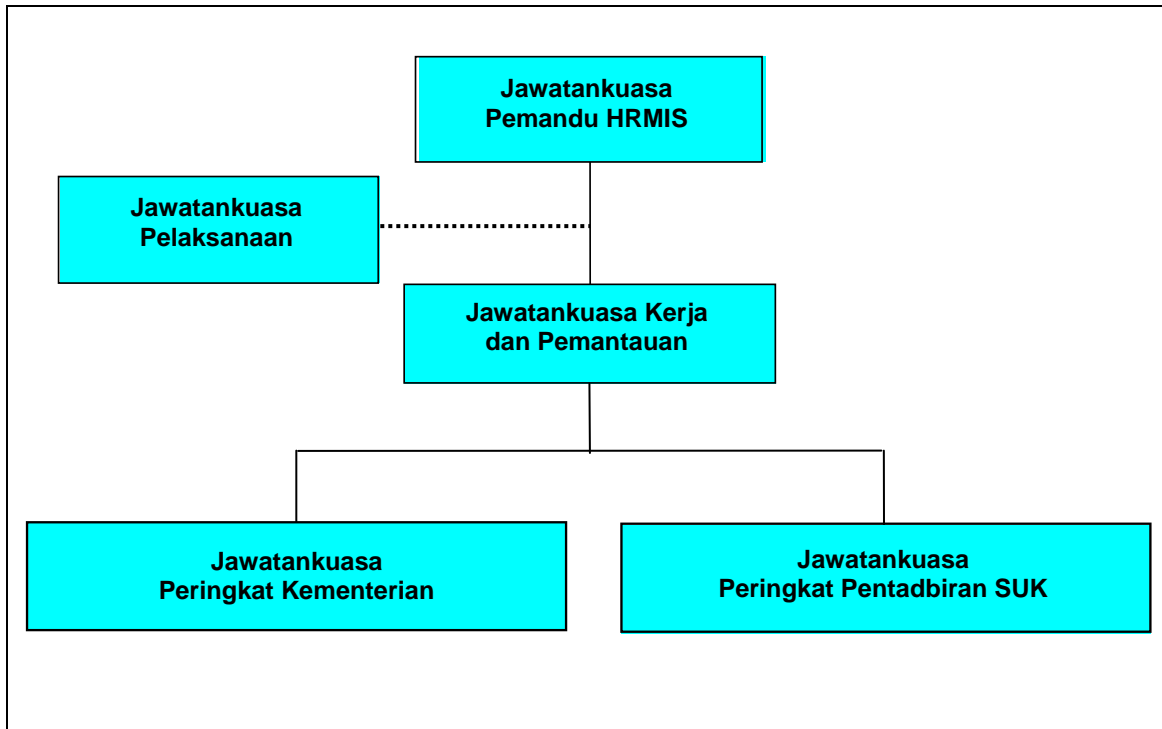 Jawatankuasa
Pemandu HRMIS
Jawatankuasa
Pelaksanaan
Jawatankuasa Kerja
dan Pemantauan
Jawatankuasa
Peringkat Kementerian
Jawatankuasa
Peringkat Pentadbiran SUK